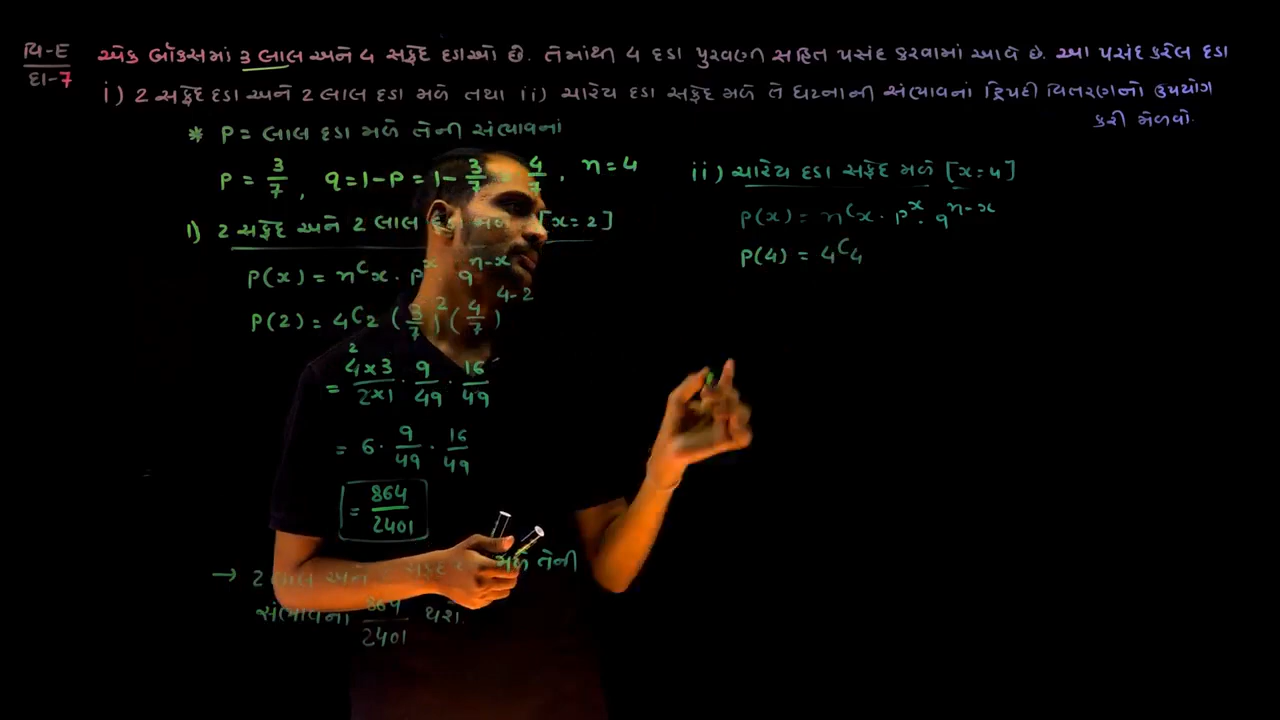 વિ-E
દા-7
એક બોક્સમાં 3 લાલ અને 4 સફેદ દડાઓ છે. તેમાંથી 4 દડા પુરવણી સહિત પસંદ કરવામાં આવે છે. આ પસંદ કરેલ દડા
i) 2 સફેદ દડા અને 2 લાલ દડા મળે તથા ii) ચારેય દડા સફેદ મળે તે ઘટનાની સંભાવના દ્વિપદી વિતરણનો ઉપયોગ
કરી મેળવો.
* P = લાલ દડા મળે તેની સંભાવના
P = 3/7, q = 1-P = 1 - 3/7 = 4/7, n = 4
1) 2 સફેદ અને 2 લાલ મળે [x=2]
P(x) = nCx · P^x · q^(n-x)
P(2) = 4C2 (3/7)^2 (4/7)^(4-2)
= (4×3)/(2×1) · 9/49 · 16/49
= 6 · 9/49 · 16/49
= 864/2401
→ 2 લાલ અને સફેદ મળે તેની
સંભાવના 864/2401 થશે.
ii) ચારેય દડા સફેદ મળે [x=4]
P(x) = nCx · P^x · q^(n-x)
P(4) = 4C4